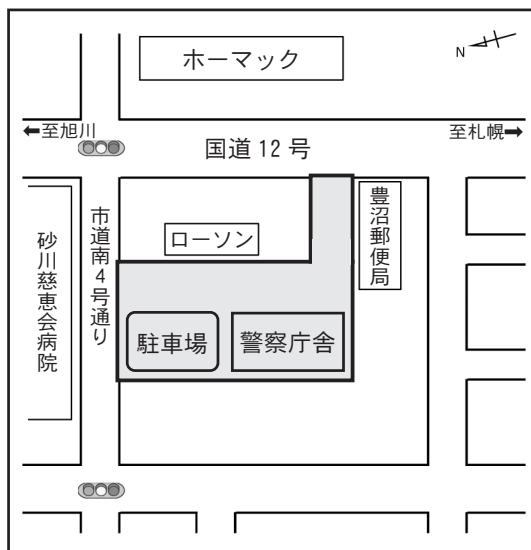 ホーマック
N
←至旭川
至札幌→
国道12号
市道南4号通り
砂川慈恵会病院
ローソン
豊沼郵便局
駐車場
警察庁舎